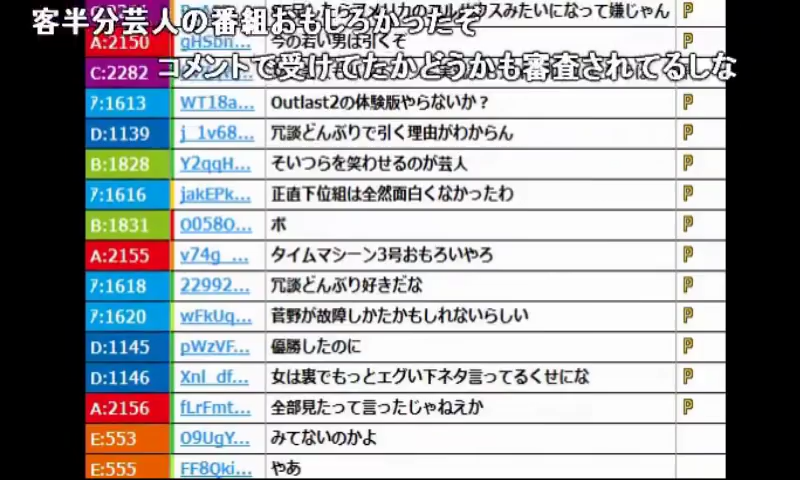 客半分芸人の番組おもしろかったぞ
A:2150 gHSbn... 今の若い男は引くぞ P
コメントで受けてたかどうかも審査されてるしな
C:2282 P
ｱ:1613 WT18a... Outlast2の体験版やらないか？ P
D:1139 j_1v68... 冗談どんぶりで引く理由がわからん P
B:1828 Y2qqH... そいつらを笑わせるのが芸人 P
ｱ:1616 jakEPk... 正直下位組は全然面白くなかったわ P
B:1831 O058O... ボ P
A:2155 v74g_... タイムマシーン3号おもろいやろ P
ｱ:1618 22992... 冗談どんぶり好きだな P
ｱ:1620 wFkUq... 菅野が故障しかたかもしれないらしい P
D:1145 pWzVF... 優勝したのに P
D:1146 Xnl_df... 女は裏でもっとエグい下ネタ言ってるくせにな P
A:2156 fLrFmt... 全部見たって言ったじゃねえか P
E:553 O9UgY... みてないのかよ
E:555 FF8Qki... やあ